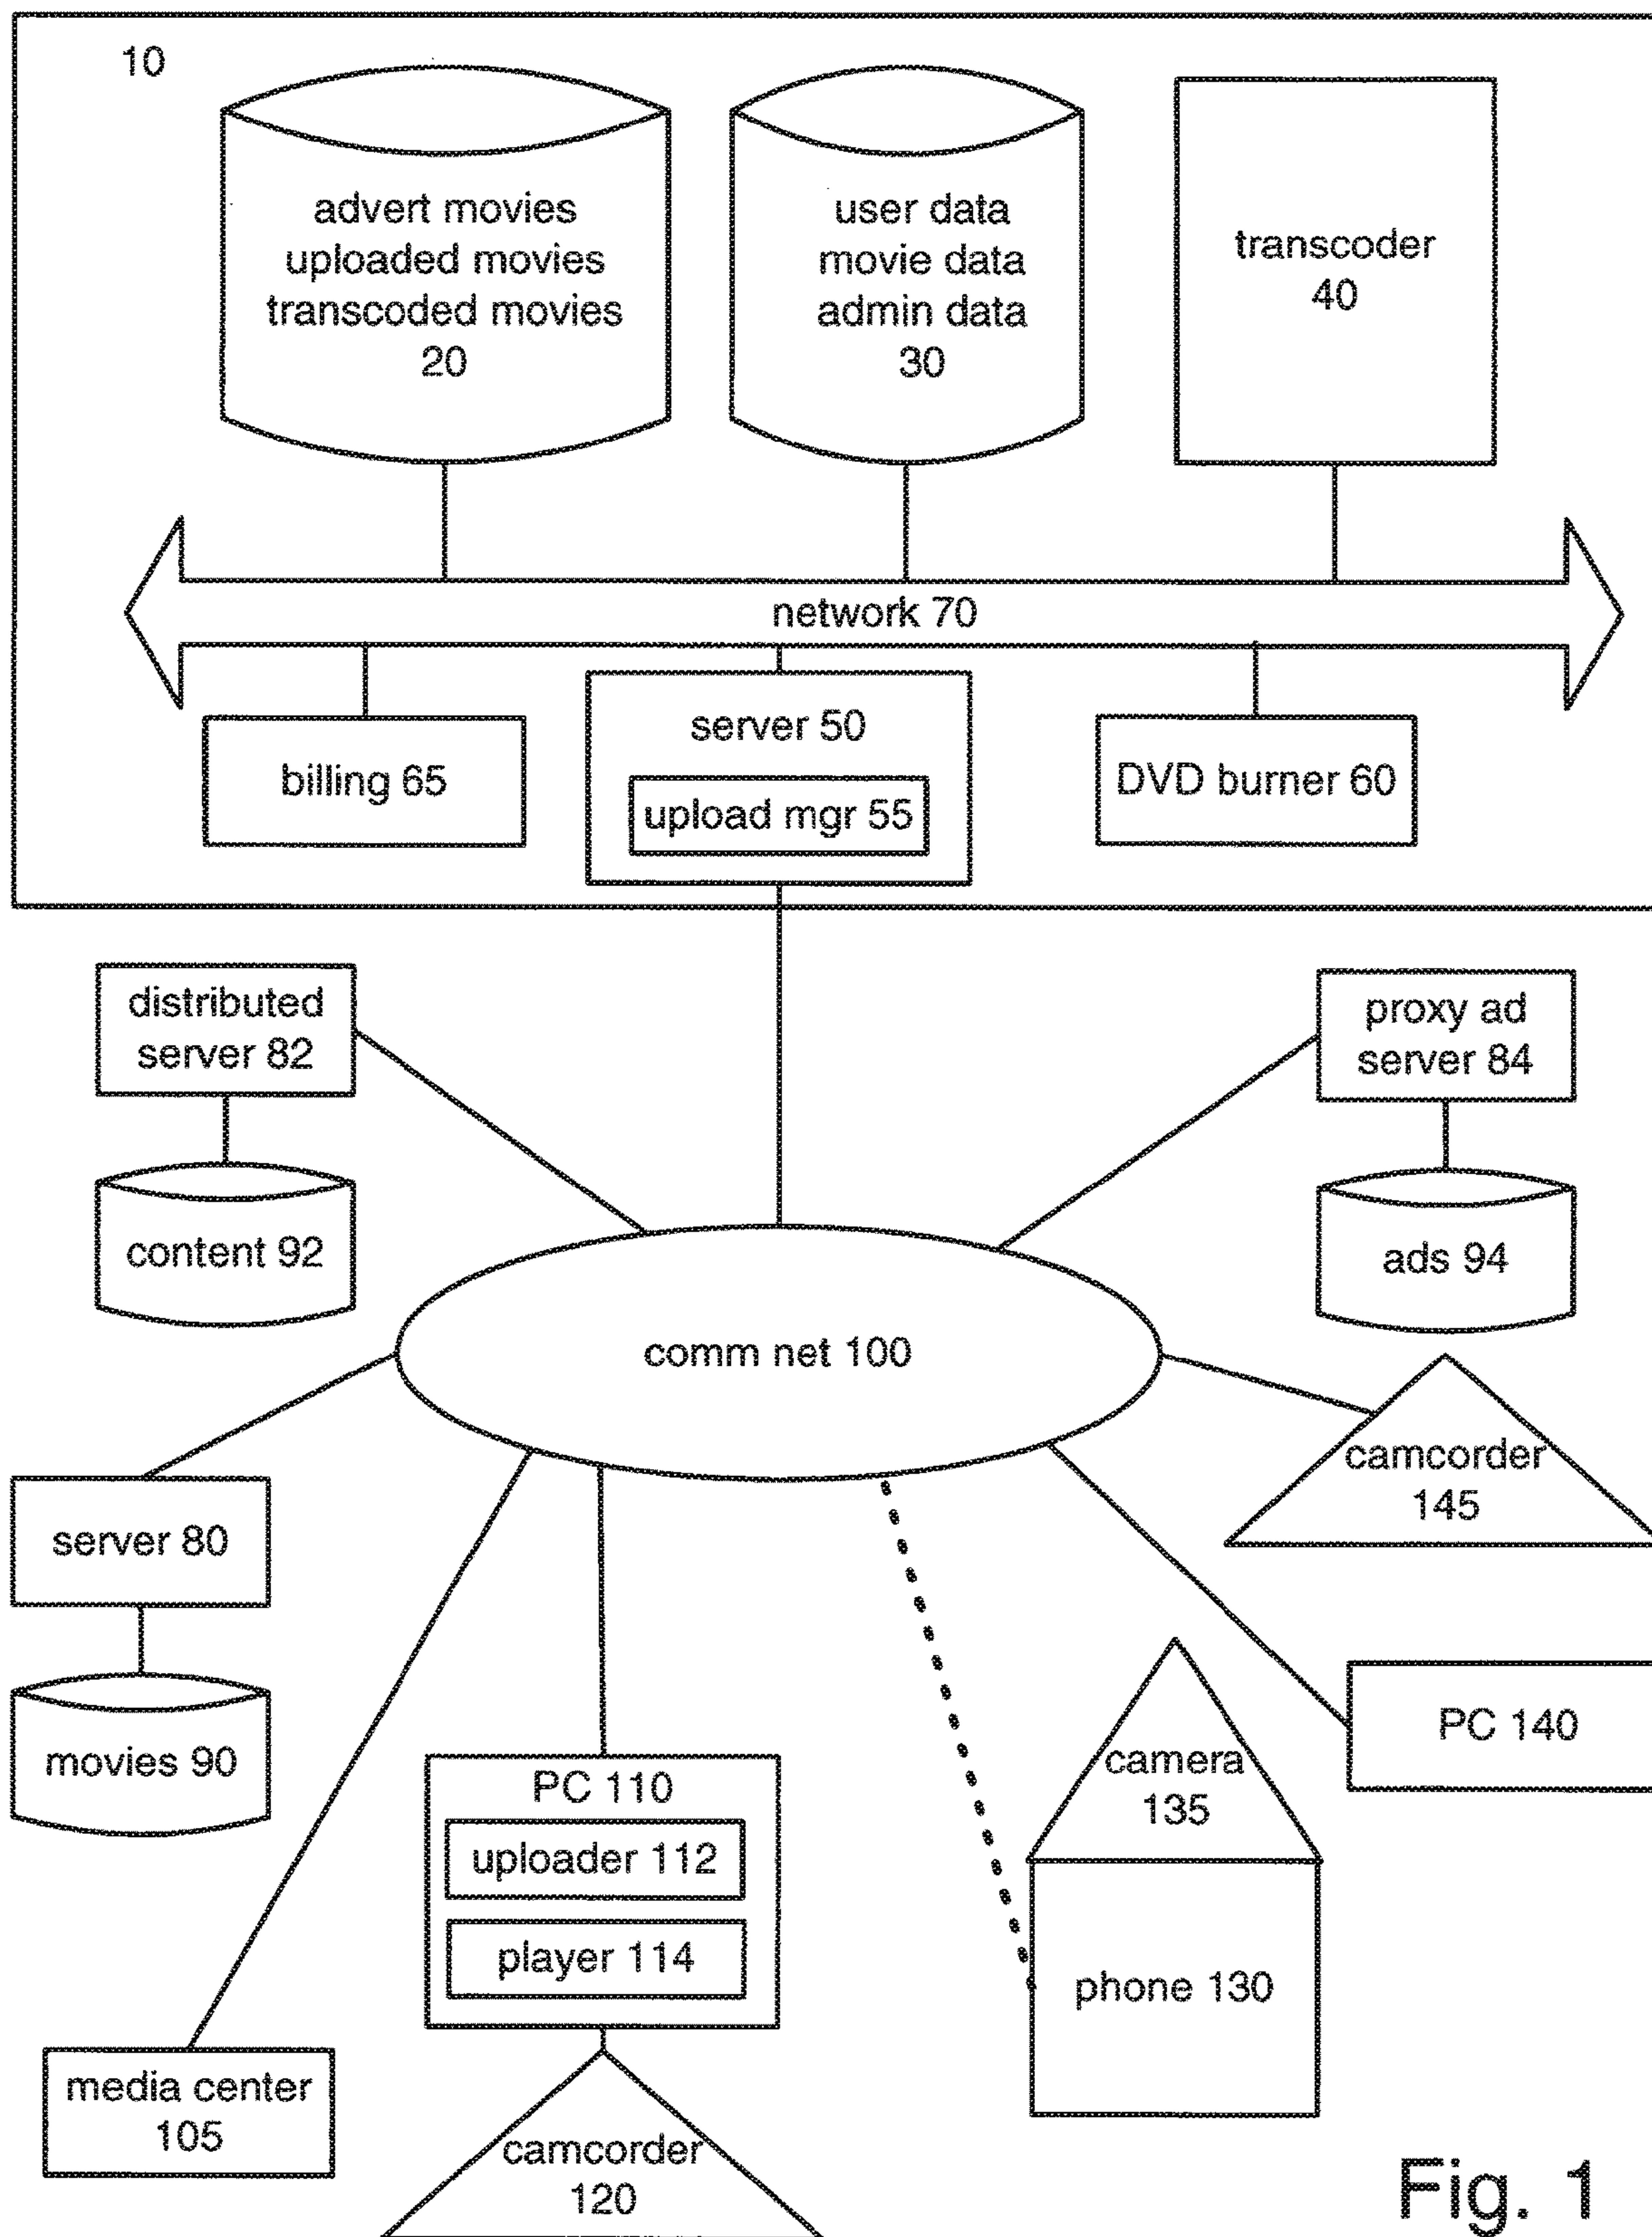 10
advert movies
uploaded movies
transcoded movies
20
user data
movie data
admin data
30
transcoder
40
network 70
billing 65
server 50
upload mgr 55
DVD burner 60
distributed
server 82
content 92
proxy ad
server 84
ads 94
comm net 100
camcorder
145
server 80
movies 90
PC 110
uploader 112
player 114
camera
135
phone 130
PC 140
media center
105
camcorder
120
Fig. 1